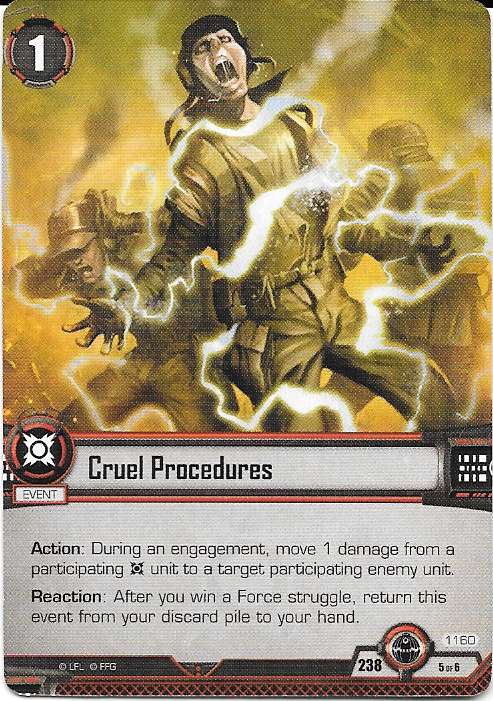 1
Cruel Procedures
EVENT
Action: During an engagement, move 1 damage from a
participating unit to a target participating enemy unit.
Reaction: After you win a Force struggle, return this
event from your discard pile to your hand.
1160
© LFL © FFG
238
5 OF 6